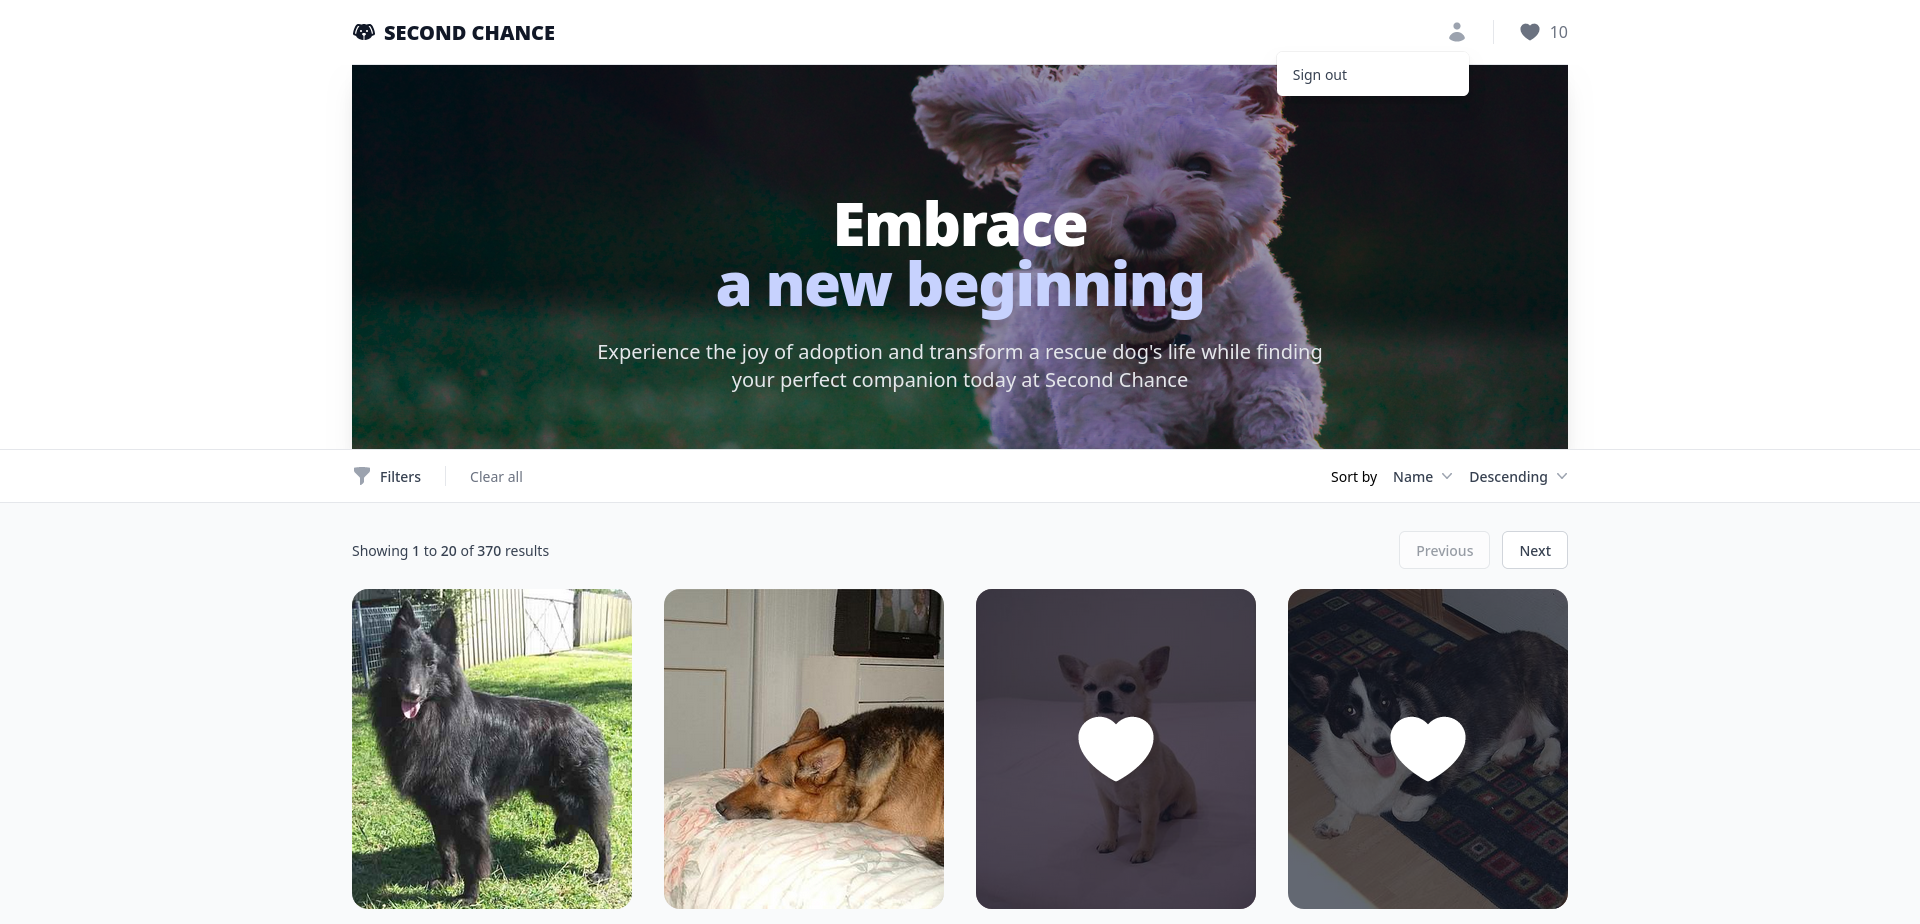 SECOND CHANCE
10
Sign out
Embrace
a new beginning
Experience the joy of adoption and transform a rescue dog's life while finding
your perfect companion today at Second Chance
Filters
Clear all
Sort by
Name
Descending
Showing 1 to 20 of 370 results
Previous
Next